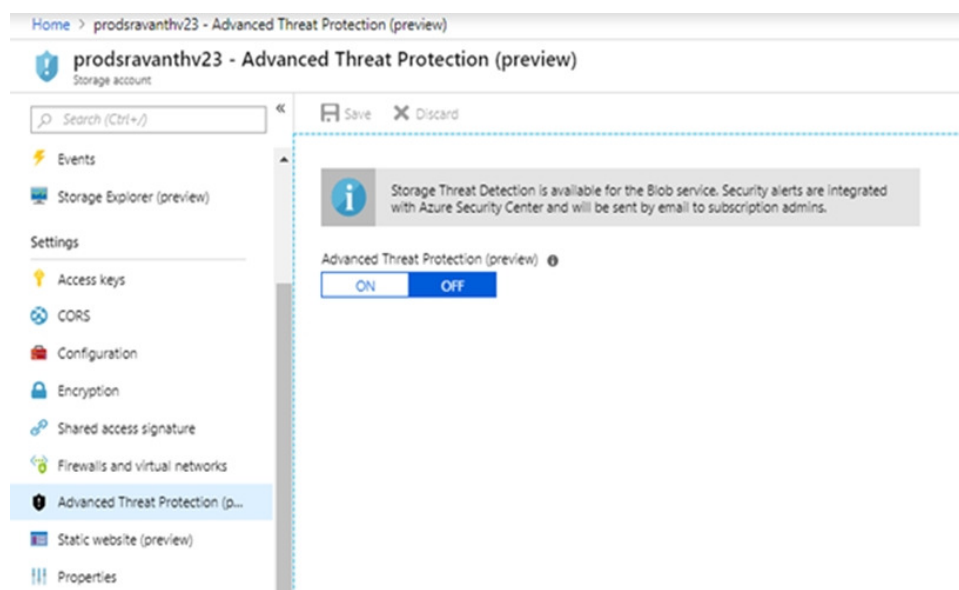 Home > prodsravanthv23 - Advanced Threat Protection (preview)
prodsravanthv23 - Advanced Threat Protection (preview)
Storage account
Search (Ctrl+/)
«
Save
Discard
Events
Storage Explorer (preview)
Settings
Access keys
CORS
Configuration
Encryption
Shared access signature
Firewalls and virtual networks
Advanced Threat Protection (p...
Static website (preview)
Properties
Storage Threat Detection is available for the Blob service. Security alerts are integrated
with Azure Security Center and will be sent by email to subscription admins.
Advanced Threat Protection (preview)
ON
OFF